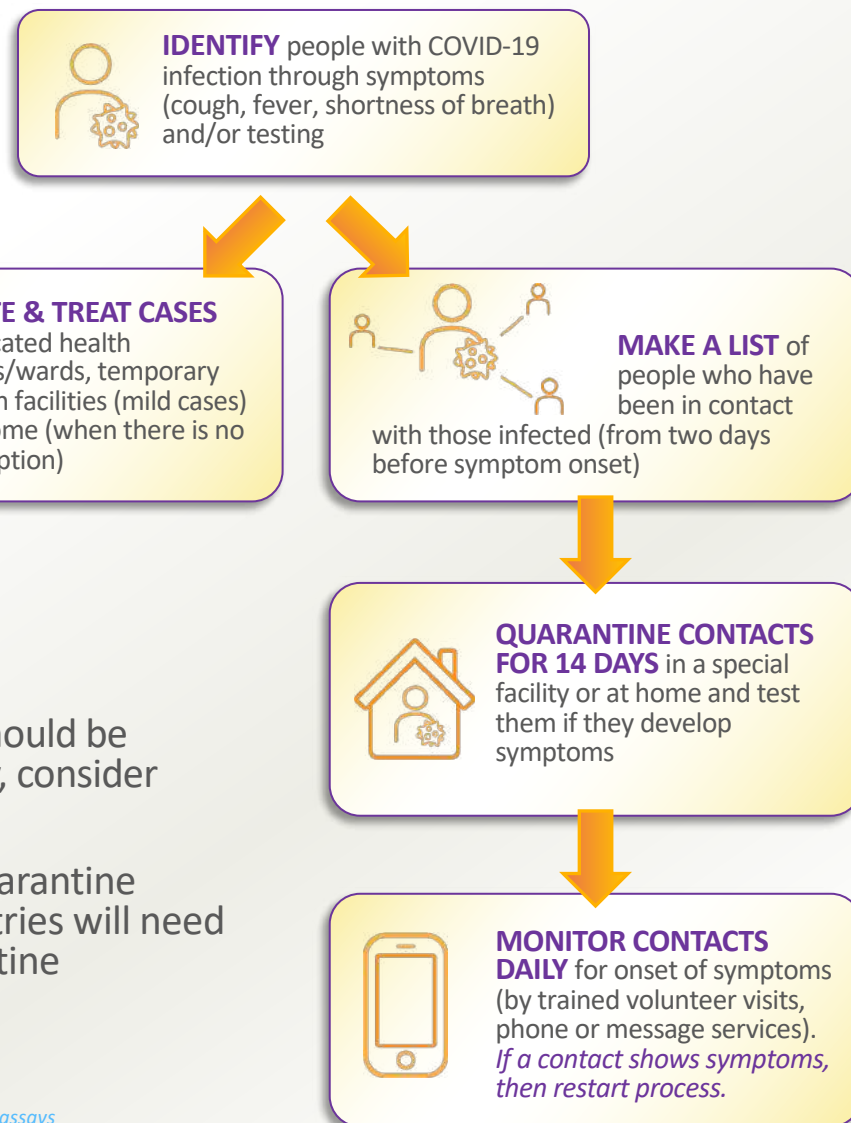 IDENTIFY people with COVID-19
infection through symptoms
(cough, fever, shortness of breath)
and/or testing
TE & TREAT CASES
cated health
s/wards, temporary
n facilities (mild cases)
ome (when there is no
ption)
MAKE A LIST of
people who have
been in contact
with those infected (from two days
before symptom onset)
QUARANTINE CONTACTS
FOR 14 DAYS in a special
facility or at home and test
them if they develop
symptoms
hould be
, consider
arantine
tries will need
tine
MONITOR CONTACTS
DAILY for onset of symptoms
(by trained volunteer visits,
phone or message services).
If a contact shows symptoms,
then restart process.
assays